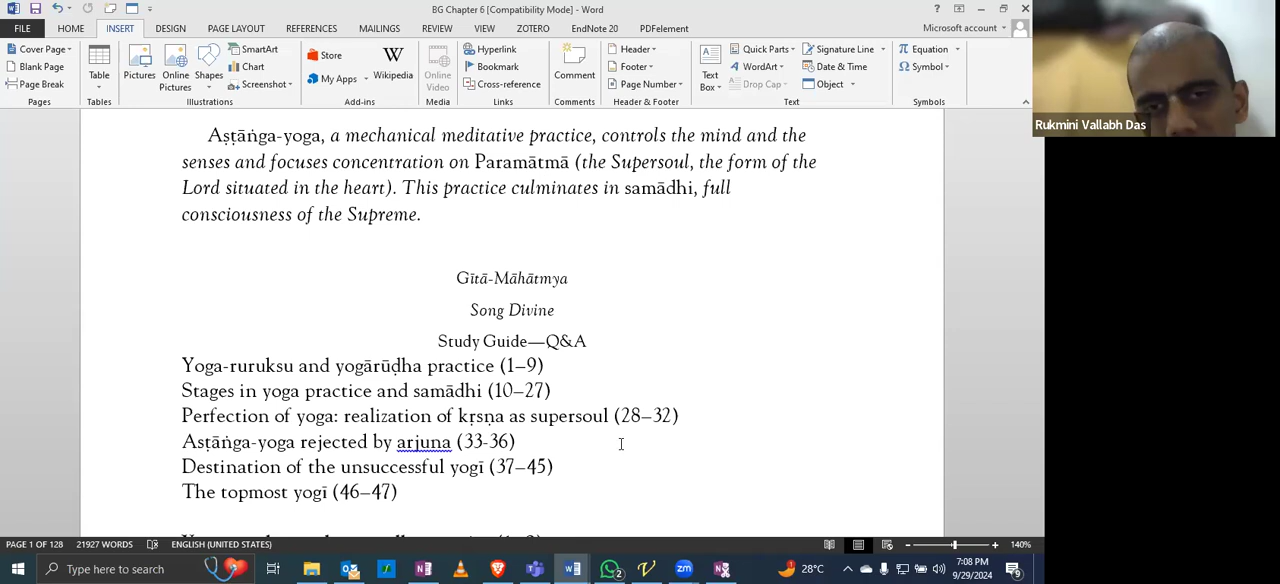 BG Chapter 6 [Compatibility Mode] - Word
FILE HOME INSERT DESIGN PAGE LAYOUT REFERENCES MAILINGS REVIEW VIEW ZOTERO EndNote 20 PDFelement Microsoft account
Cover Page
Blank Page
Page Break
Pages
Table
Tables
Pictures
Online Pictures
Shapes
SmartArt
Chart
Screenshot
Illustrations
Store
My Apps
W
Wikipedia
Add-ins
Online Video
Media
Hyperlink
Bookmark
Cross-reference
Links
Comment
Comments
Header
Footer
Page Number
Header & Footer
Text Box
Quick Parts
WordArt
Drop Cap
Signature Line
Date & Time
Object
Text
Equation
Symbol
Symbols
Rukmini Vallabh Das
Aṣṭāṅga-yoga, a mechanical meditative practice, controls the mind and the
senses and focuses concentration on Paramātmā (the Supersoul, the form of the
Lord situated in the heart). This practice culminates in samādhi, full
consciousness of the Supreme.
Gītā-Māhātmya
Song Divine
Study Guide—Q&A
Yoga-ruruksu and yogārūḍha practice (1–9)
Stages in yoga practice and samādhi (10–27)
Perfection of yoga: realization of kṛsṇa as supersoul (28–32)
Asṭāṅga-yoga rejected by arjuna (33-36)
Destination of the unsuccessful yogī (37–45)
The topmost yogī (46–47)
PAGE 1 OF 128 21927 WORDS ENGLISH (UNITED STATES) 140%
Type here to search
2
28°C
7:08 PM
9/29/2024
9